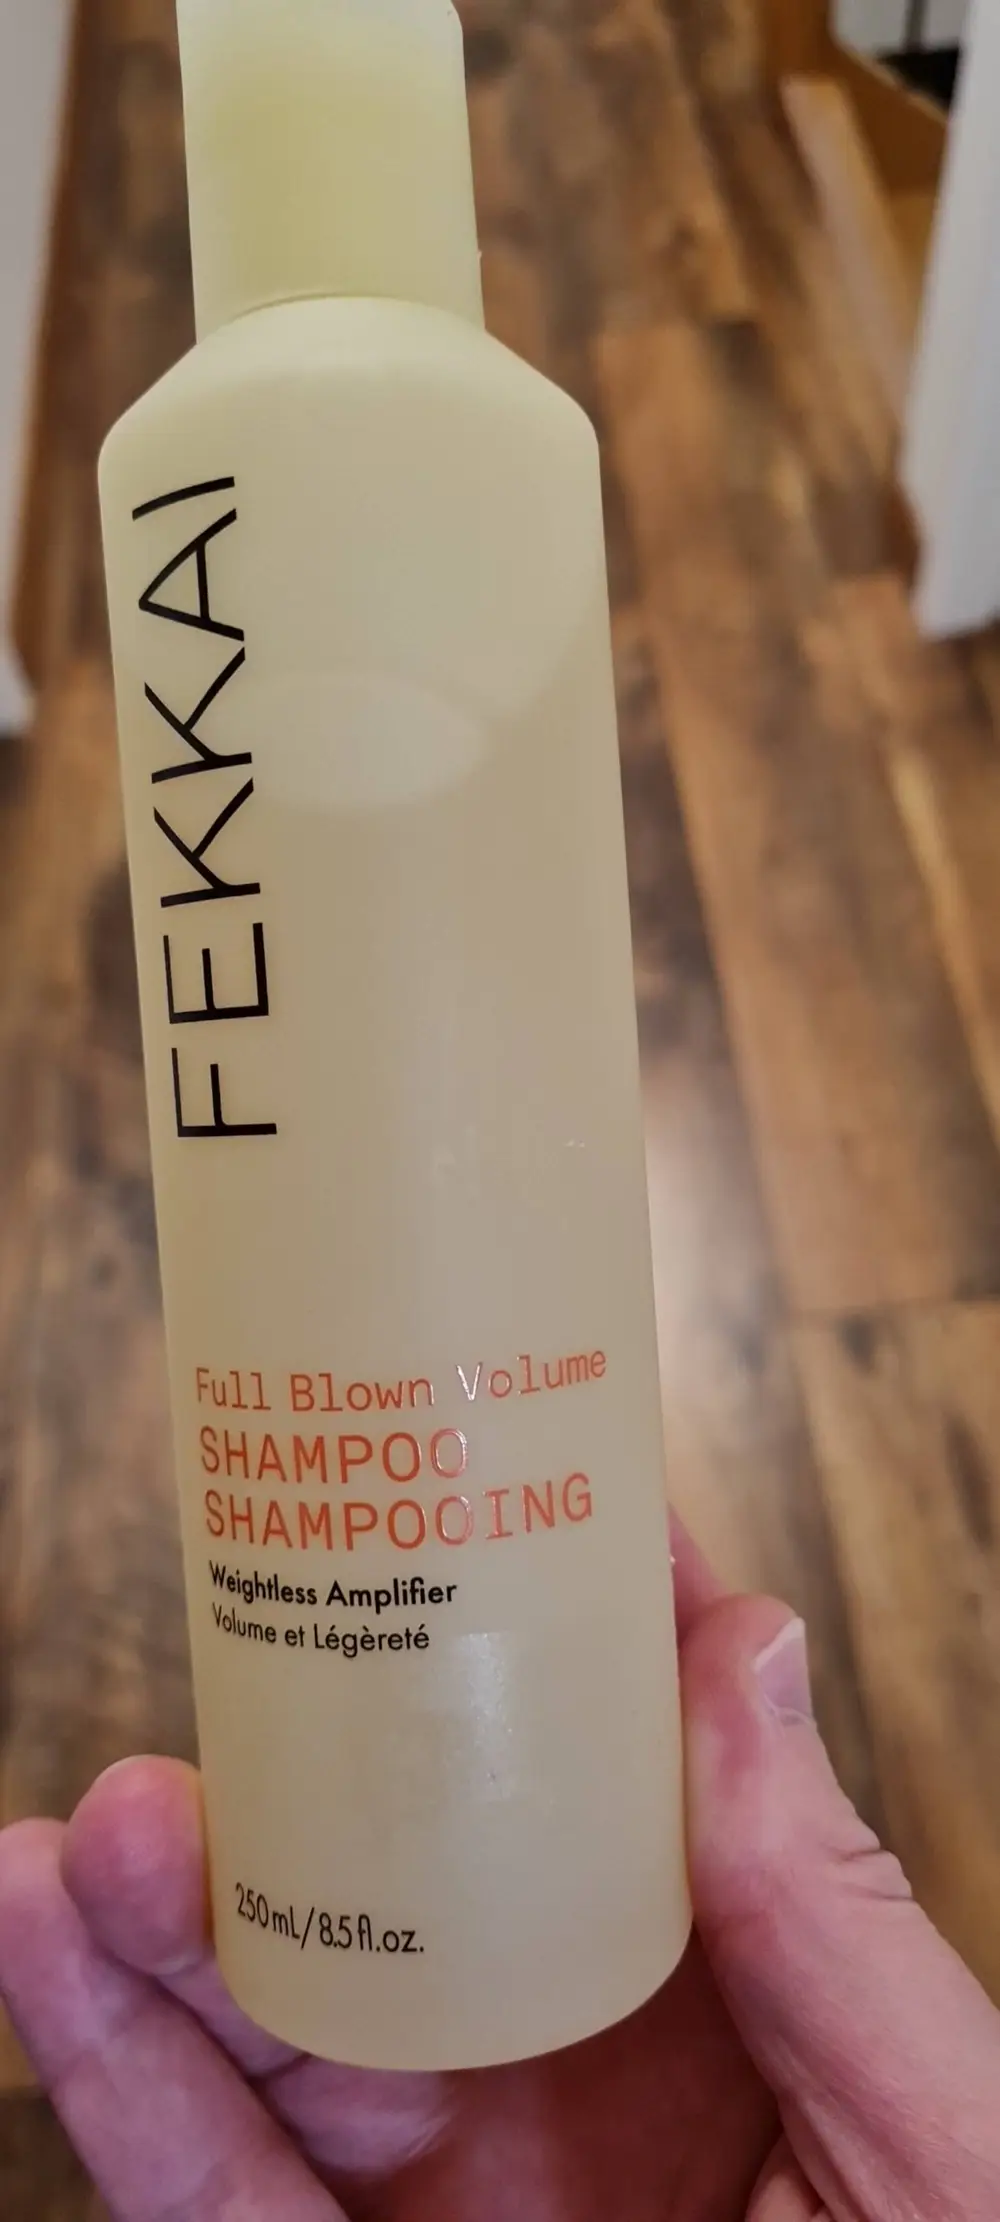 FEKKAI
Full Blown Volume
SHAMPOO
SHAMPOOING
Weightless Amplifier
Volume et Légèreté
250mL/8.5fl.oz.